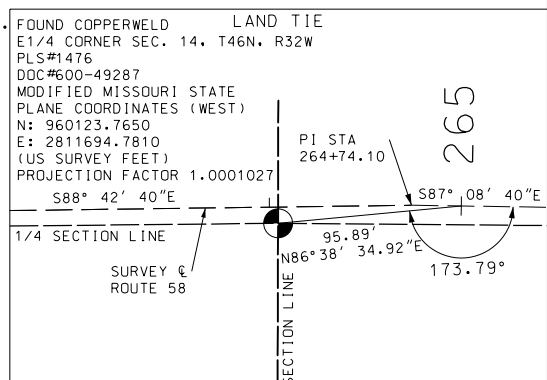 LAND TIE
FOUND COPPERWELD
E1/4 CORNER SEC. 14, T46N, R32W
PLS#1476
DOC#600-49287
MODIFIED MISSOURI STATE
PLANE COORDINATES (WEST)
N: 960123.7650
E: 2811694.7810
(US SURVEY FEET)
PROJECTION FACTOR 1.0001027
265
PI STA
264+74.10
S88° 42' 40"E
S87° 08' 40"E
1/4 SECTION LINE
95.89'
N86°38' 34.92"E
173.79°
SURVEY ℄
ROUTE 58
SECTION LINE